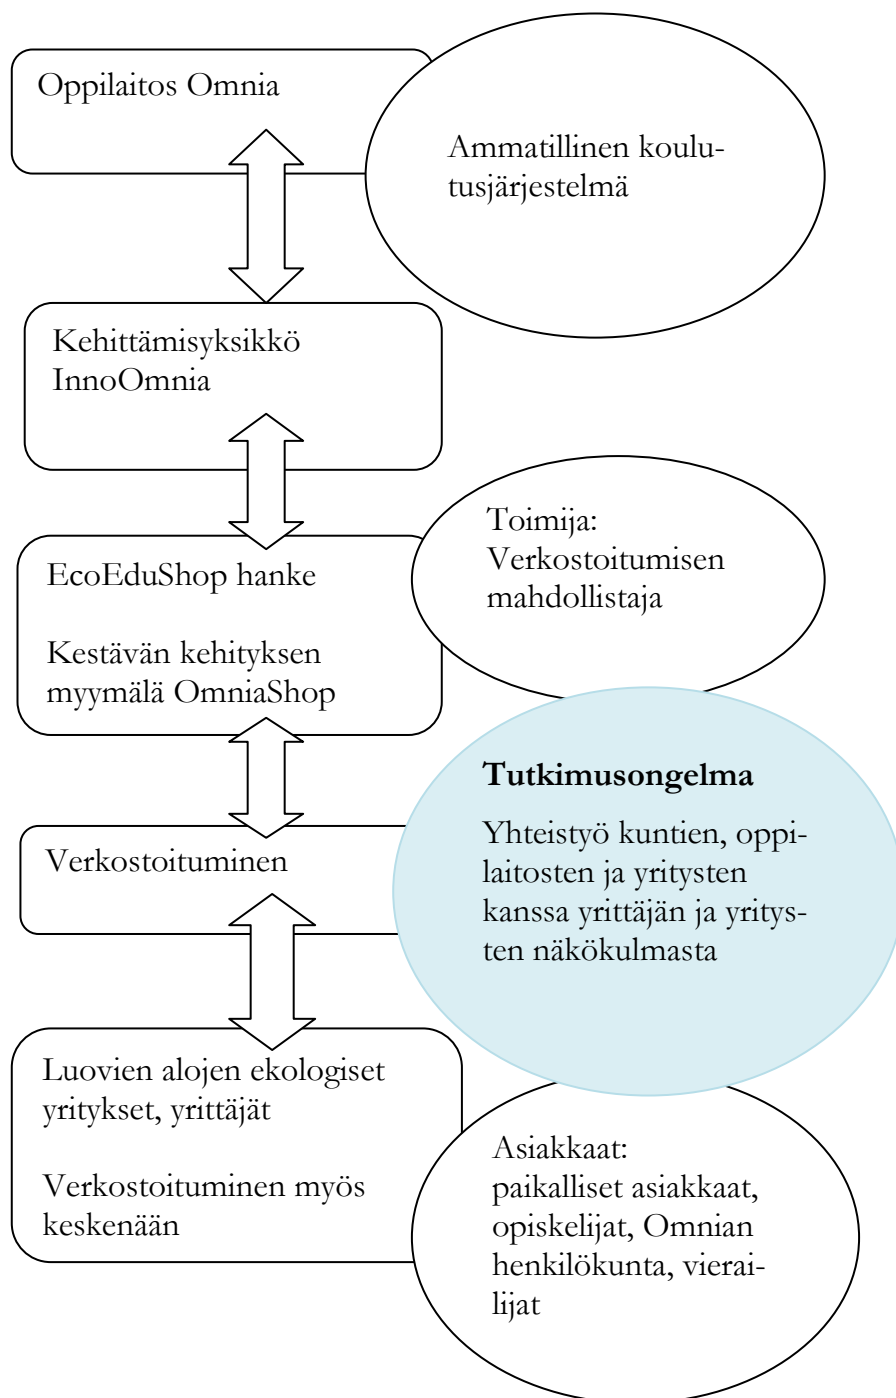 Oppilaitos Omnia
Ammatillinen koulu-
tusjärjestelmä
Kehittämisyksikkö
InnoOmnia
EcoEduShop hanke
Kestävän kehityksen
myymälä OmniaShop
Toimija:
Verkostoitumisen
mahdollistaja
Verkostoituminen
Tutkimusongelma
Yhteistyö kuntien, oppi-
laitosten ja yritysten
kanssa yrittäjän ja yritys-
ten näkökulmasta
Luovien alojen ekologiset
yritykset, yrittäjät
Verkostoituminen myös
keskenään
Asiakkaat:
paikalliset asiakkaat,
opiskelijat, Omnian
henkilökunta, vierai-
lijat